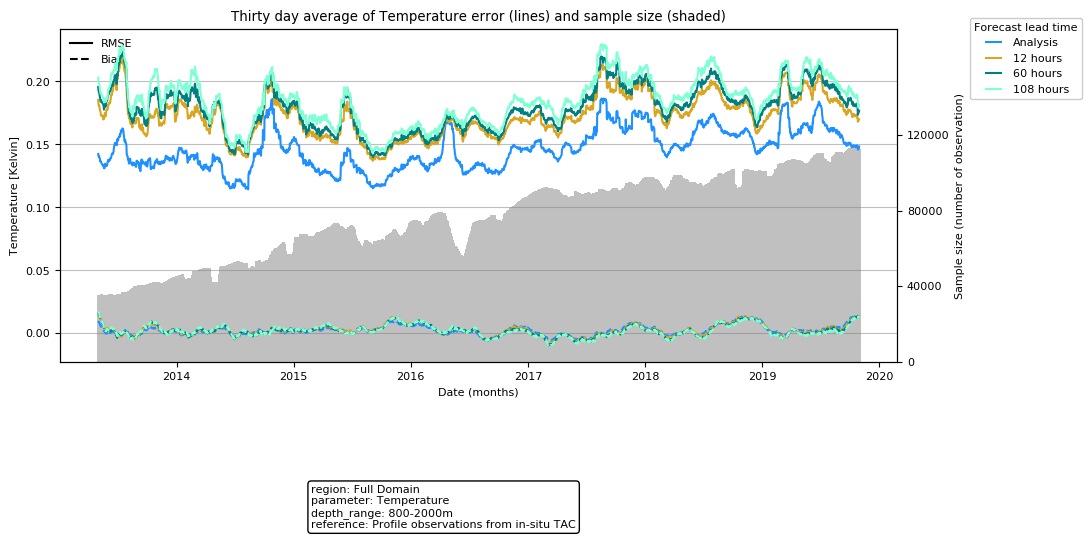 Thirty day average of Temperature error (lines) and sample size (shaded)
RMSE
Bias
Forecast lead time
Analysis
12 hours
60 hours
108 hours
Temperature [Kelvin]
0.20
0.15
0.10
0.05
0.00
120000
80000
40000
0
Sample size (number of observation)
2014 2015 2016 2017 2018 2019 2020
Date (months)
region: Full Domain
parameter: Temperature
depth_range: 800-2000m
reference: Profile observations from in-situ TAC